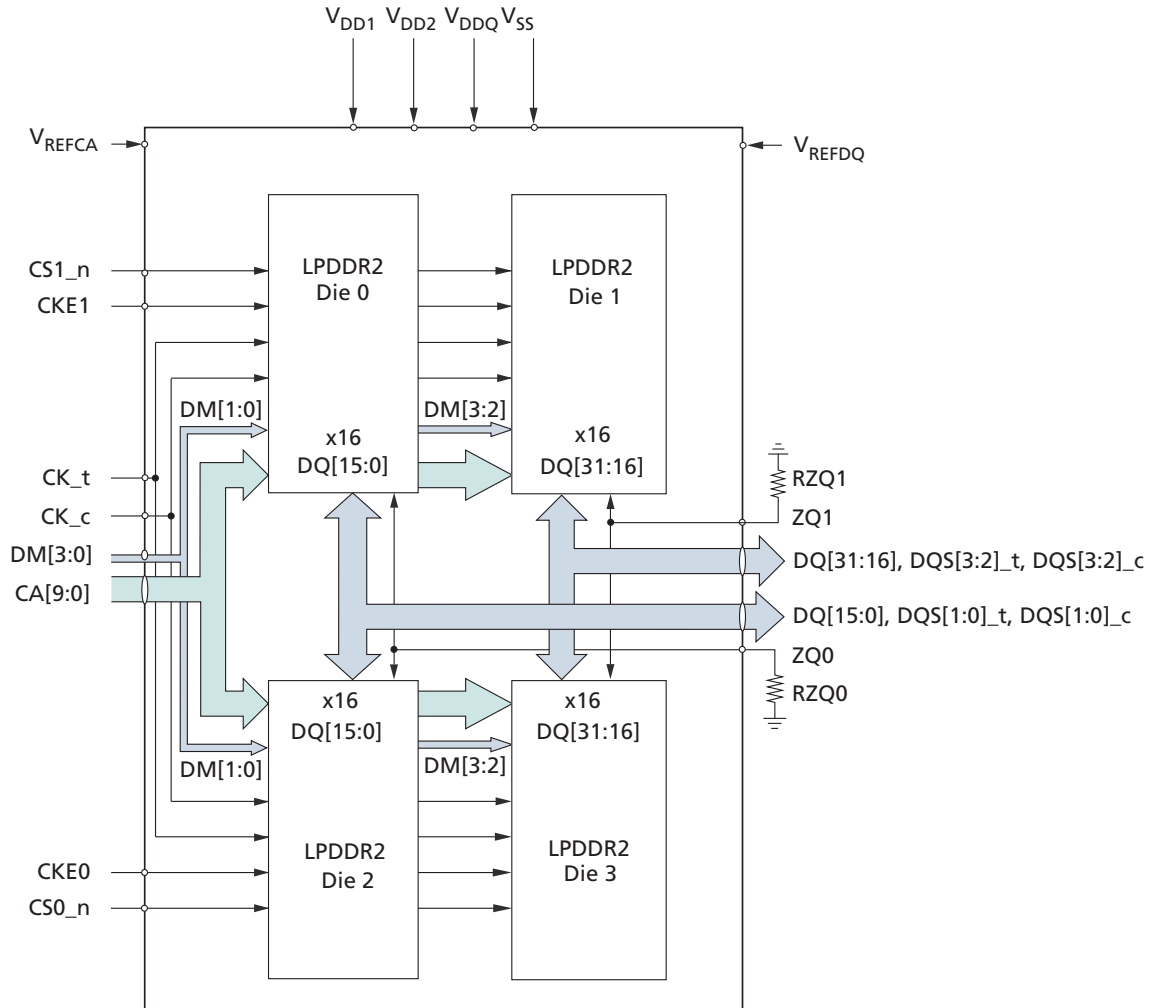 VDD1 VDD2 VDDQ VSS
VREFCA
VREFDQ
CS1_n
CKE1
LPDDR2
Die 0
LPDDR2
Die 1
DM[1:0]
DM[3:2]
x16
DQ[15:0]
x16
DQ[31:16]
CK_t
CK_c
DM[3:0]
CA[9:0]
RZQ1
ZQ1
DQ[31:16], DQS[3:2]_t, DQS[3:2]_c
DQ[15:0], DQS[1:0]_t, DQS[1:0]_c
ZQ0
RZQ0
x16
DQ[15:0]
x16
DQ[31:16]
DM[1:0]
DM[3:2]
LPDDR2
Die 2
LPDDR2
Die 3
CKE0
CS0_n